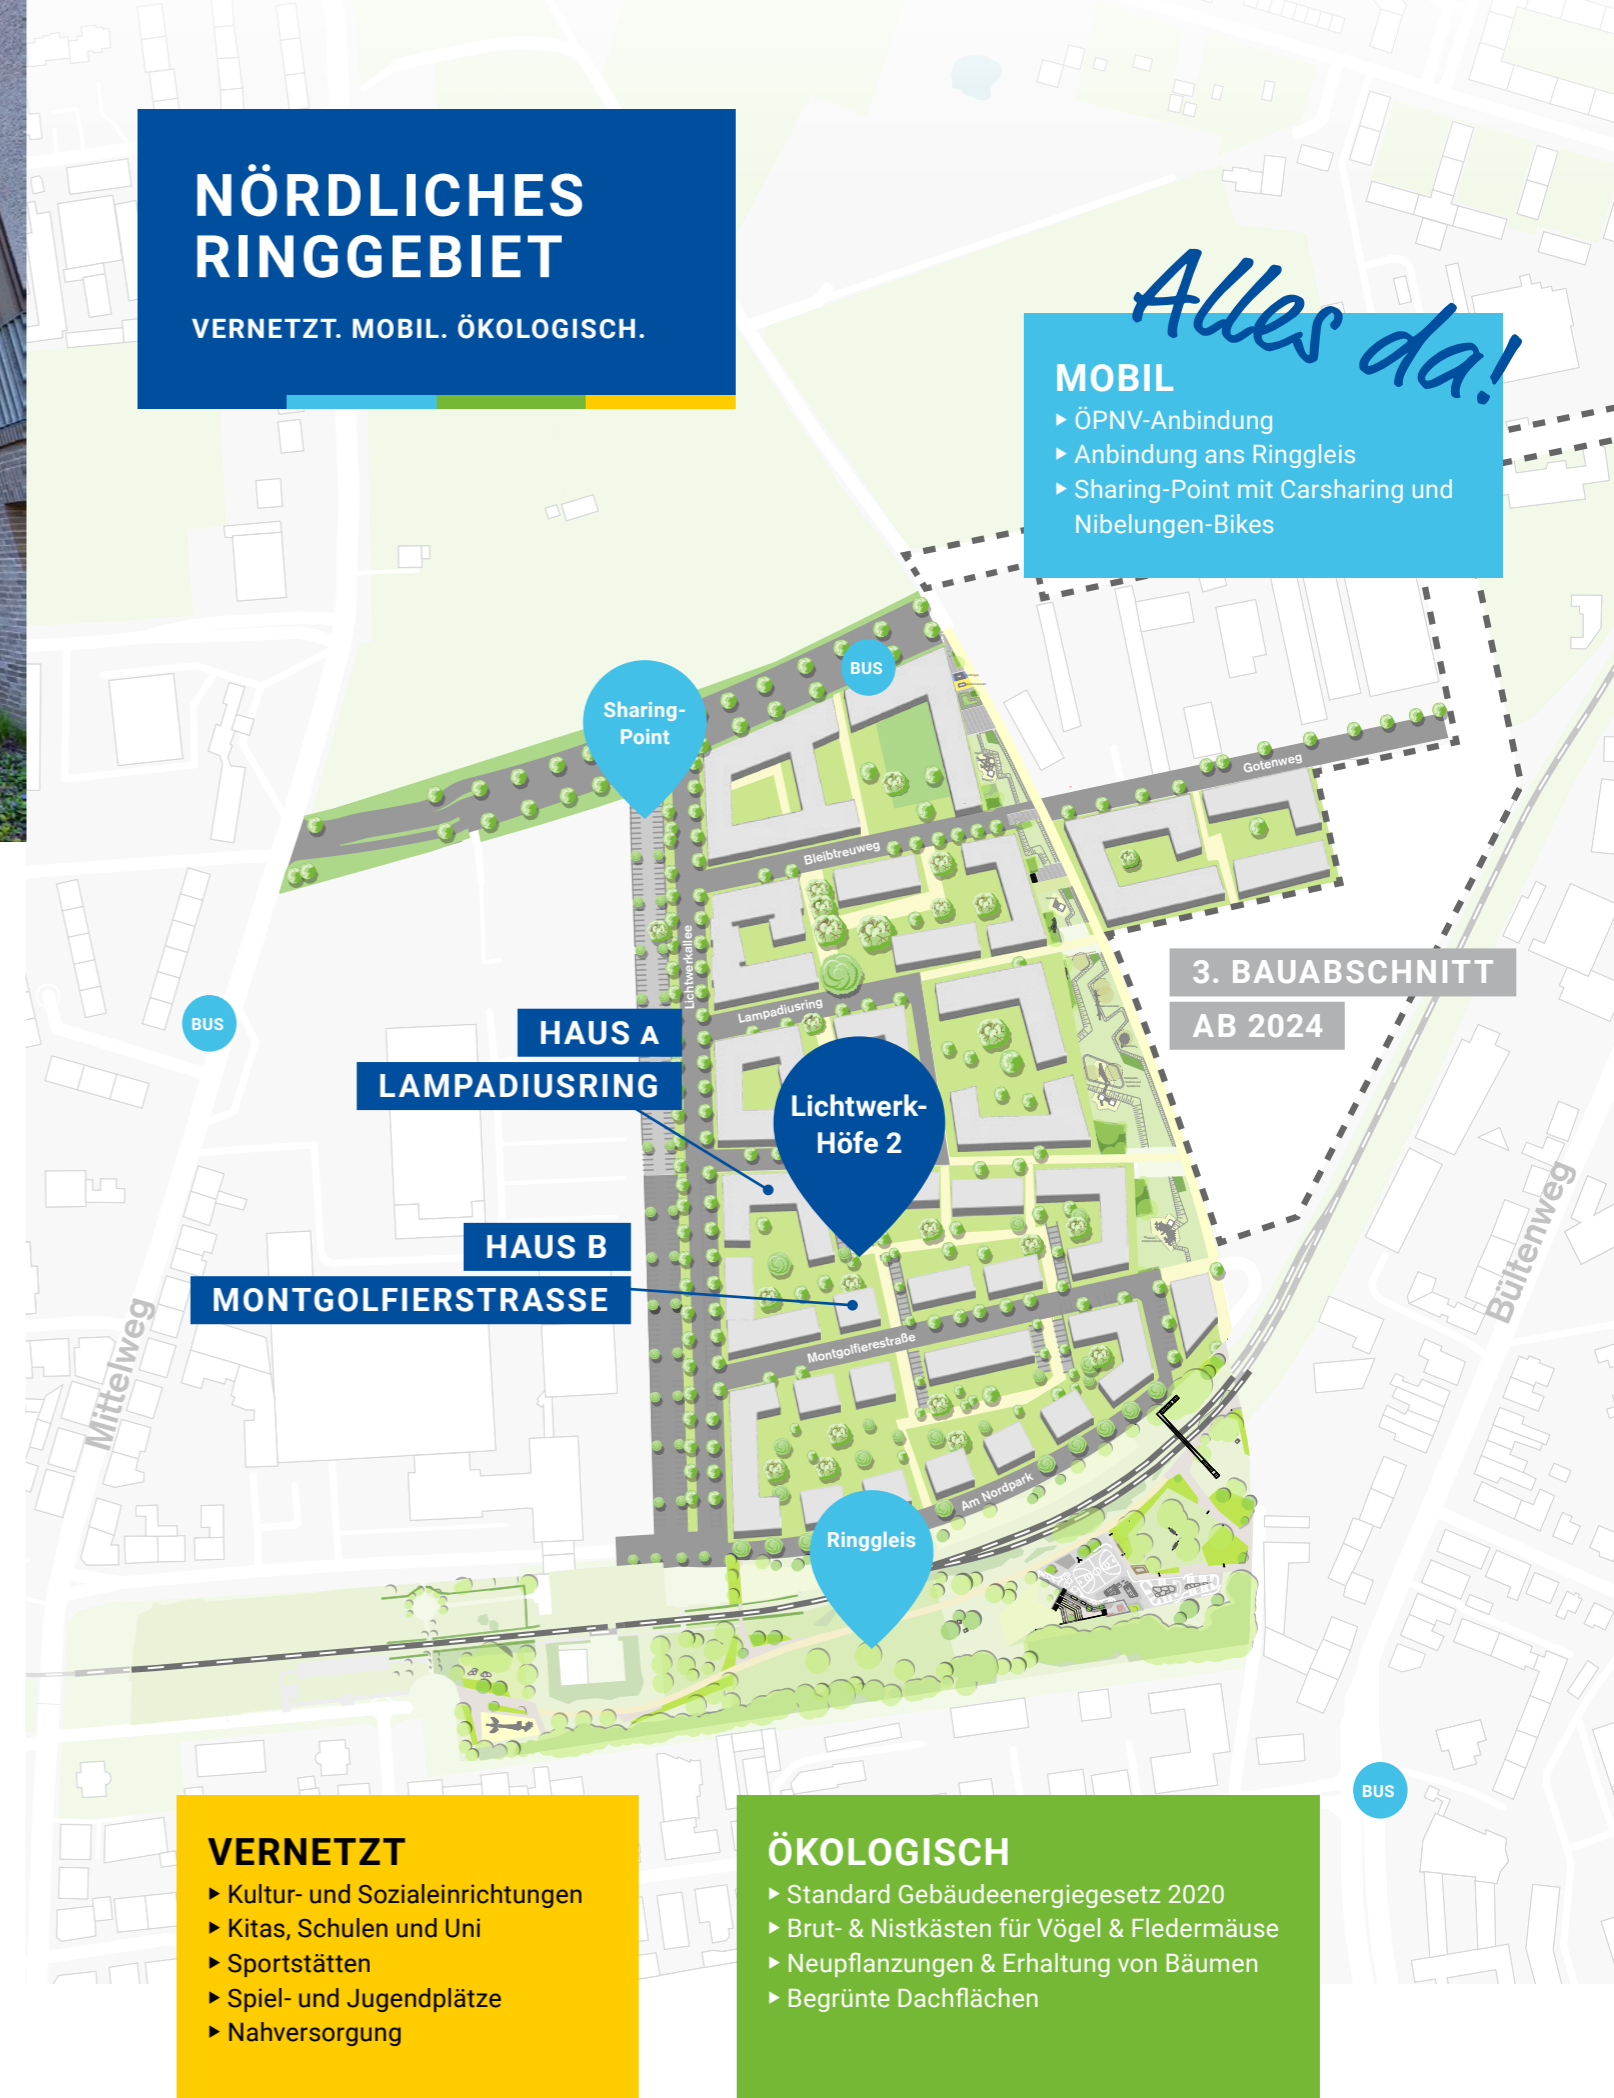 NÖRDLICHES
RINGGEBIET
VERNETZT. MOBIL. ÖKOLOGISCH.
Alles da!
MOBIL
▸ ÖPNV-Anbindung
▸ Anbindung ans Ringgleis
▸ Sharing-Point mit Carsharing und
Nibelungen-Bikes
BUS
Sharing-
Point
Gotenweg
Bleibtreuweg
Lichtwerkallee
Lampadiusring
3. BAUABSCHNITT
AB 2024
BUS
HAUS A
LAMPADIUSRING
Lichtwerk-
Höfe 2
HAUS B
MONTGOLFIERSTRASSE
Montgolfierestraße
Mittelweg
Bültenweg
Am Nordpark
Ringgleis
BUS
VERNETZT
▸ Kultur- und Sozialeinrichtungen
▸ Kitas, Schulen und Uni
▸ Sportstätten
▸ Spiel- und Jugendplätze
▸ Nahversorgung
ÖKOLOGISCH
▸ Standard Gebäudeenergiegesetz 2020
▸ Brut- & Nistkästen für Vögel & Fledermäuse
▸ Neupflanzungen & Erhaltung von Bäumen
▸ Begrünte Dachflächen